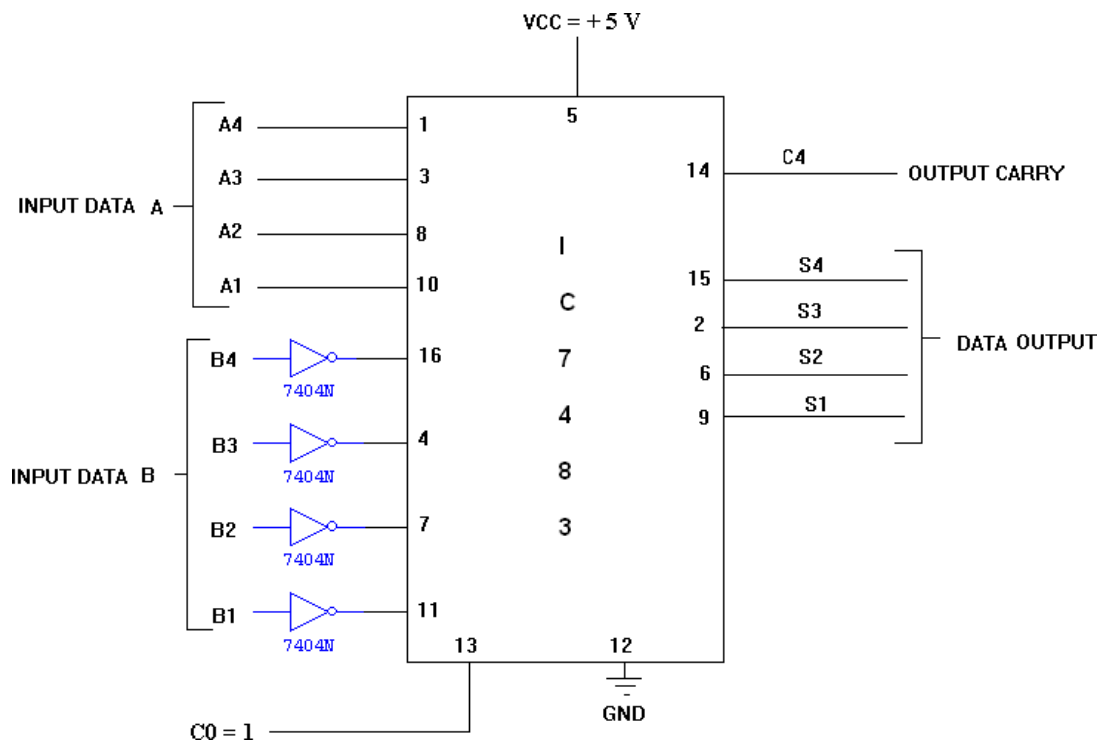 VCC = + 5 V
5
INPUT DATA A
A4
1
A3
3
A2
8
A1
10
INPUT DATA B
B4
7404N
16
B3
7404N
4
B2
7404N
7
B1
7404N
11
I
C
7
4
8
3
14
C4
OUTPUT CARRY
15
S4
2
S3
6
S2
9
S1
DATA OUTPUT
13
12
GND
C0 = 1